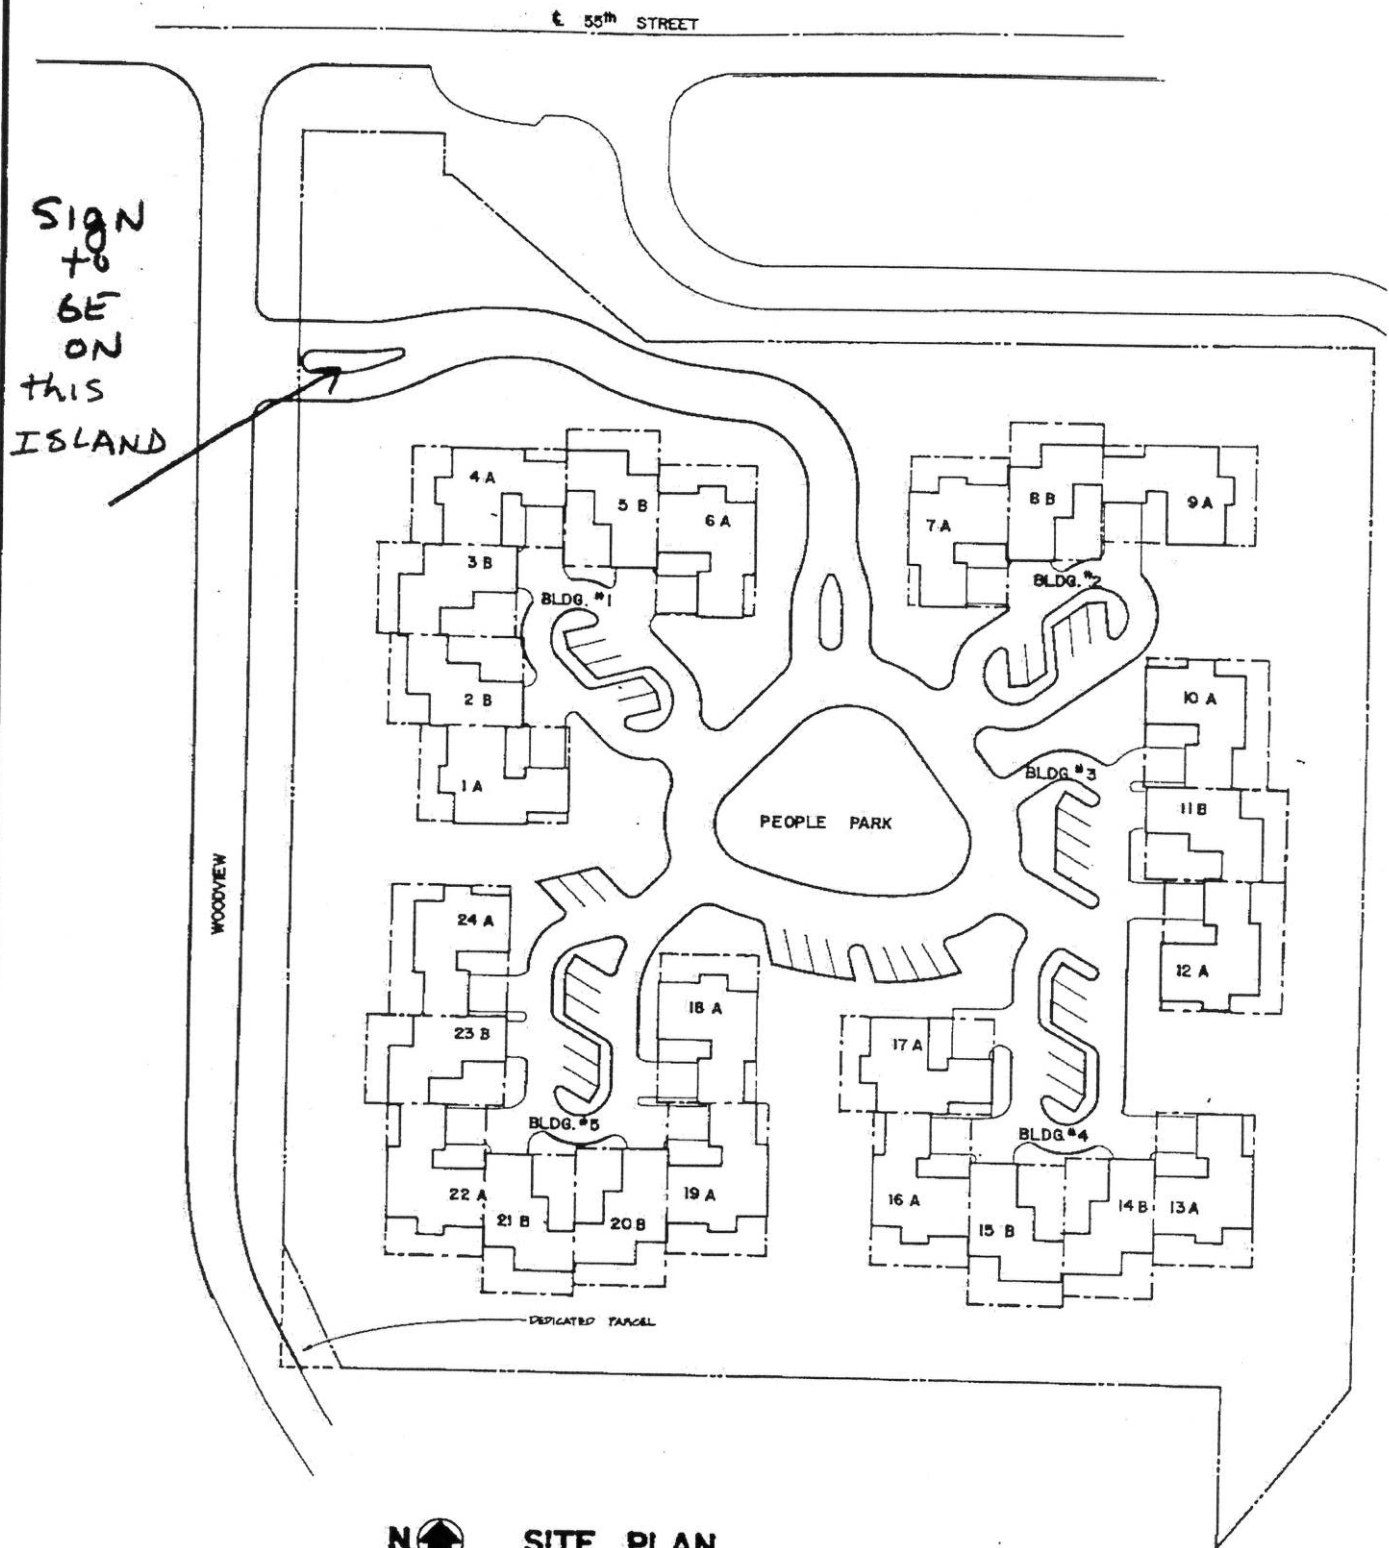 ℄ 55th STREET
SIgN
to
BE
ON
this
ISLAND
4 A
5 B
6 A
3 B
BLDG. #1
2 B
1 A
7 A
8 B
9 A
BLDG. #2
10 A
BLDG. #3
11 B
12 A
PEOPLE PARK
WOODVIEW
24 A
23 B
18 A
17 A
BLDG. #5
BLDG. #4
22 A
21 B
20 B
19 A
16 A
15 B
14 B
13 A
DEDICATED PARCEL
N SITE PLAN